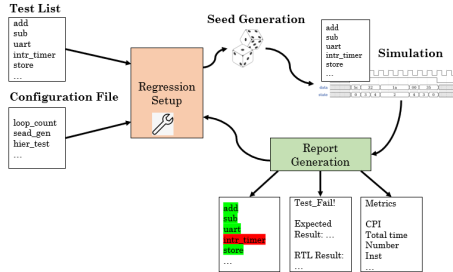 Test List
add
sub
uart
intr_timer
store
...
Configuration File
loop_count
sead_gen
hier_test
...
Regression
Setup
Seed Generation
add
sub
uart
intr_timer
store
...
Simulation
data
state
Report
Generation
add
sub
uart
intr_timer
store
...
Test_Fail!
Expected
Result: ...
RTL Result:
...
Metrics
CPI
Total time
Number
Inst
...